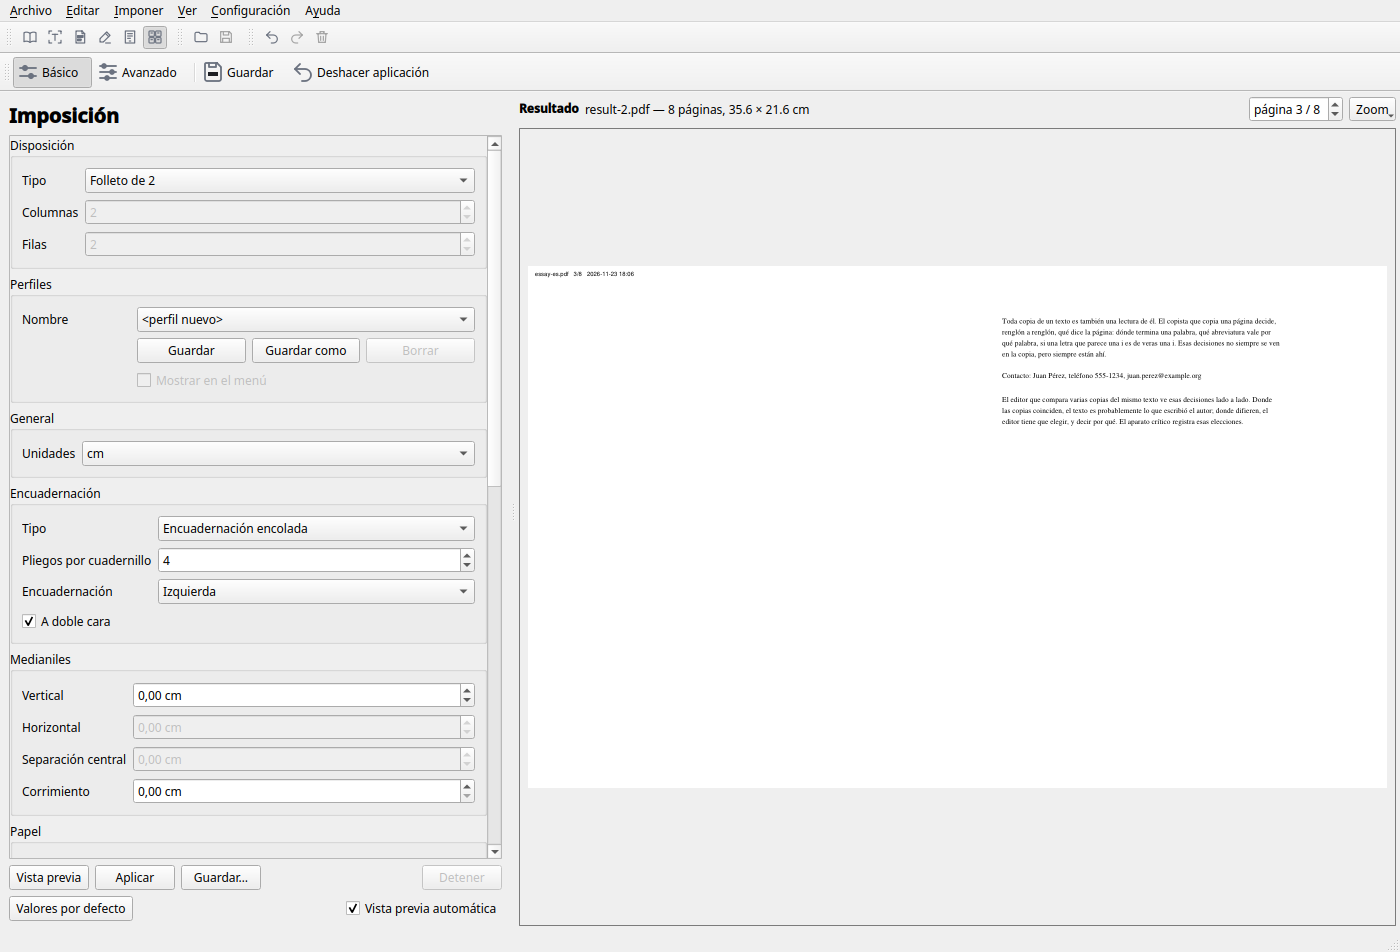 Archivo Editar Imponer Ver Configuración Ayuda
Básico Avanzado Guardar Deshacer aplicación
Imposición
Disposición
Tipo Folleto de 2
Columnas 2
Filas 2
Perfiles
Nombre <perfil nuevo>
Guardar Guardar como Borrar
Mostrar en el menú
General
Unidades cm
Encuadernación
Tipo Encuadernación encolada
Pliegos por cuadernillo 4
Encuadernación Izquierda
A doble cara
Medianiles
Vertical 0,00 cm
Horizontal 0,00 cm
Separación central 0,00 cm
Corrimiento 0,00 cm
Papel
Vista previa Aplicar Guardar... Detener
Valores por defecto Vista previa automática
Resultado result-2.pdf — 8 páginas, 35.6 × 21.6 cm página 3 / 8 Zoom
essay-es.pdf 3/8 2026-11-23 18:06
Toda copia de un texto es también una lectura de él. El copista que copia una página decide,
renglón a renglón, qué dice la página: dónde termina una palabra, qué abreviatura vale por
qué palabra, si una letra que parece una i es de veras una i. Esas decisiones no siempre se ven
en la copia, pero siempre están ahí.
Contacto: Juan Pérez, teléfono 555-1234, juan.perez@example.org
El editor que compara varias copias del mismo texto ve esas decisiones lado a lado. Donde
las copias coinciden, el texto es probablemente lo que escribió el autor; donde difieren, el
editor tiene que elegir, y decir por qué. El aparato crítico registra esas elecciones.